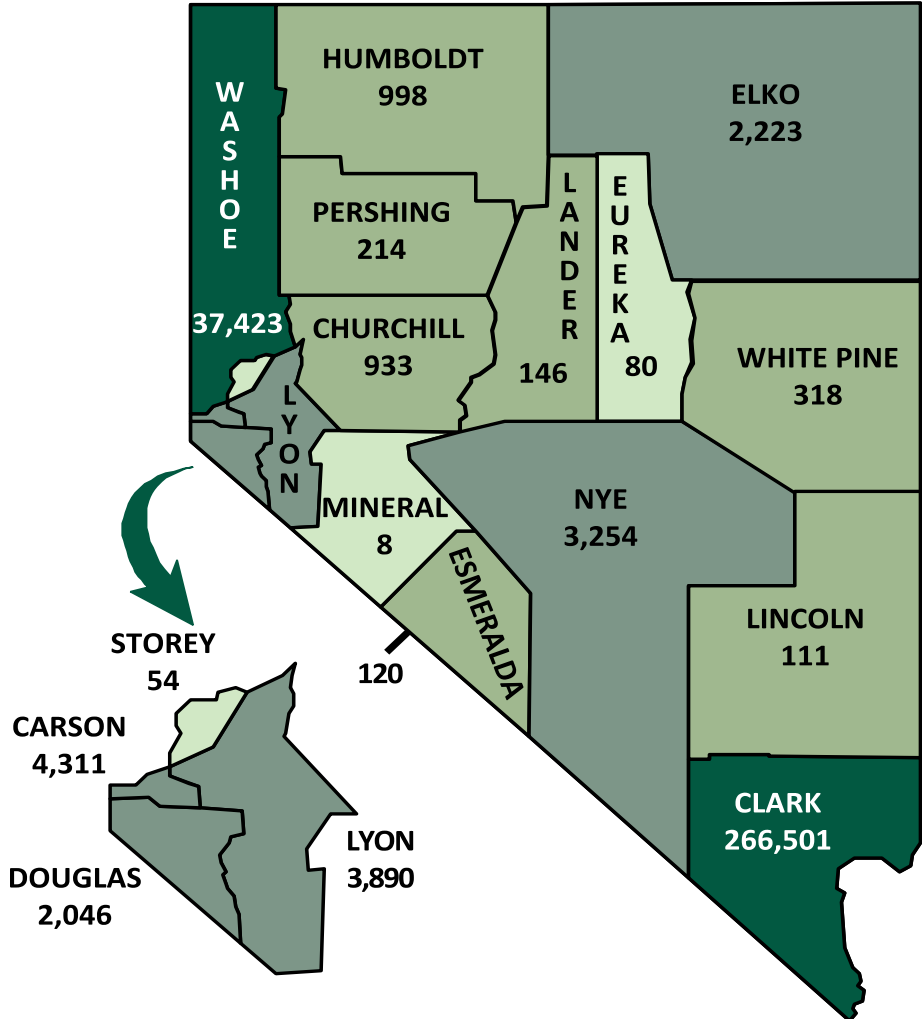 HUMBOLDT
998
ELKO
2,223
WASHOE
37,423
PERSHING
214
LANDER
146
EUREKA
80
CHURCHILL
933
WHITE PINE
318
LYON
MINERAL
8
NYE
3,254
ESMERALDA
120
LINCOLN
111
STOREY
54
CARSON
4,311
LYON
3,890
DOUGLAS
2,046
CLARK
266,501